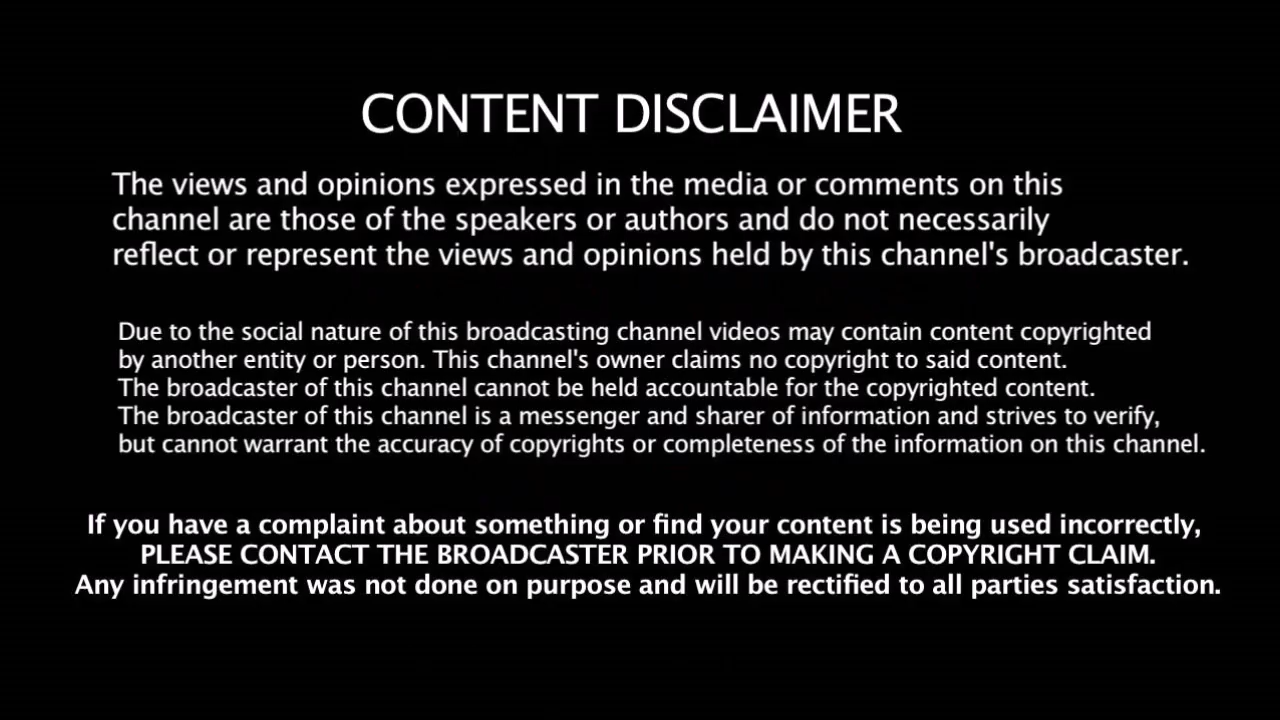 CONTENT DISCLAIMER
The views and opinions expressed in the media or comments on this
channel are those of the speakers or authors and do not necessarily
reflect or represent the views and opinions held by this channel's broadcaster.
Due to the social nature of this broadcasting channel videos may contain content copyrighted
by another entity or person. This channel's owner claims no copyright to said content.
The broadcaster of this channel cannot be held accountable for the copyrighted content.
The broadcaster of this channel is a messenger and sharer of information and strives to verify,
but cannot warrant the accuracy of copyrights or completeness of the information on this channel.
If you have a complaint about something or find your content is being used incorrectly,
PLEASE CONTACT THE BROADCASTER PRIOR TO MAKING A COPYRIGHT CLAIM.
Any infringement was not done on purpose and will be rectified to all parties satisfaction.